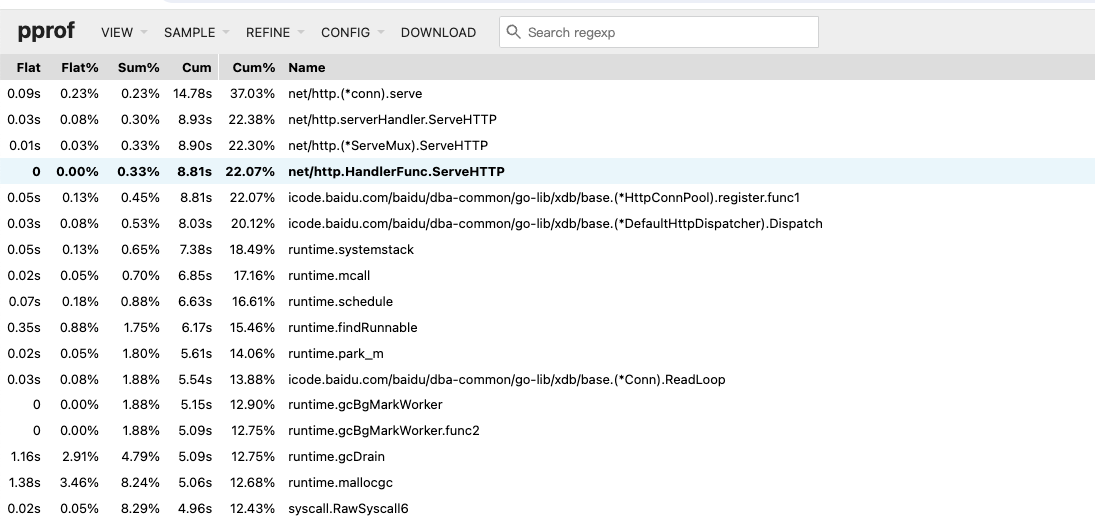 pprof VIEW SAMPLE REFINE CONFIG DOWNLOAD Search regexp
Flat Flat% Sum% Cum Cum% Name
0.09s 0.23% 0.23% 14.78s 37.03% net/http.(*conn).serve
0.03s 0.08% 0.30% 8.93s 22.38% net/http.serverHandler.ServeHTTP
0.01s 0.03% 0.33% 8.90s 22.30% net/http.(*ServeMux).ServeHTTP
0 0.00% 0.33% 8.81s 22.07% net/http.HandlerFunc.ServeHTTP
0.05s 0.13% 0.45% 8.81s 22.07% icode.baidu.com/baidu/dba-common/go-lib/xdb/base.(*HttpConnPool).register.func1
0.03s 0.08% 0.53% 8.03s 20.12% icode.baidu.com/baidu/dba-common/go-lib/xdb/base.(*DefaultHttpDispatcher).Dispatch
0.05s 0.13% 0.65% 7.38s 18.49% runtime.systemstack
0.02s 0.05% 0.70% 6.85s 17.16% runtime.mcall
0.07s 0.18% 0.88% 6.63s 16.61% runtime.schedule
0.35s 0.88% 1.75% 6.17s 15.46% runtime.findRunnable
0.02s 0.05% 1.80% 5.61s 14.06% runtime.park_m
0.03s 0.08% 1.88% 5.54s 13.88% icode.baidu.com/baidu/dba-common/go-lib/xdb/base.(*Conn).ReadLoop
0 0.00% 1.88% 5.15s 12.90% runtime.gcBgMarkWorker
0 0.00% 1.88% 5.09s 12.75% runtime.gcBgMarkWorker.func2
1.16s 2.91% 4.79% 5.09s 12.75% runtime.gcDrain
1.38s 3.46% 8.24% 5.06s 12.68% runtime.mallocgc
0.02s 0.05% 8.29% 4.96s 12.43% syscall.RawSyscall6